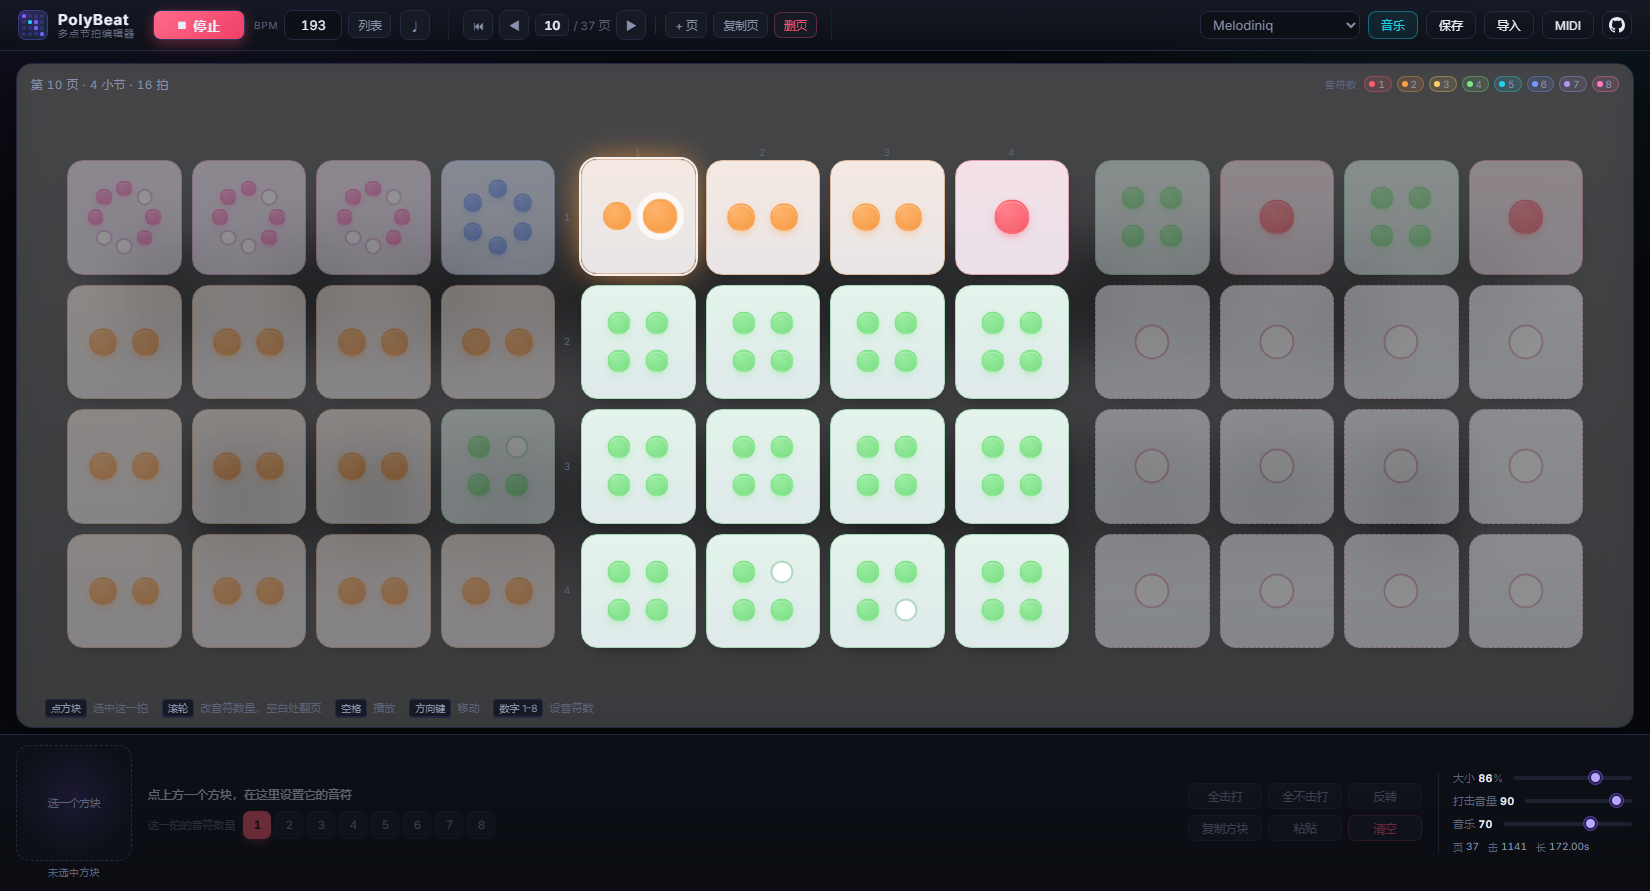 PolyBeat
多点节拍编辑器
停止
BPM 193 列表 ♩
⏮ ◀ 10 / 37 页 ▶ + 页 复制页 删页
Melodiniq 音乐 保存 导入 MIDI
第 10 页 · 4 小节 · 16 拍
音符数 1 2 3 4 5 6 7 8
1 2 3 4
1
2
3
4
点方块 选中这一拍 滚轮 改音符数量，空白处翻页 空格 播放 方向键 移动 数字 1-8 设音符数
选一个方块
未选中方块
点上方一个方块，在这里设置它的音符
这一拍的音符数量 1 2 3 4 5 6 7 8
全击打 全不击打 反转
复制方块 粘贴 清空
大小 86%
打击音量 90
音乐 70
页 37 击 1141 长 172.00s